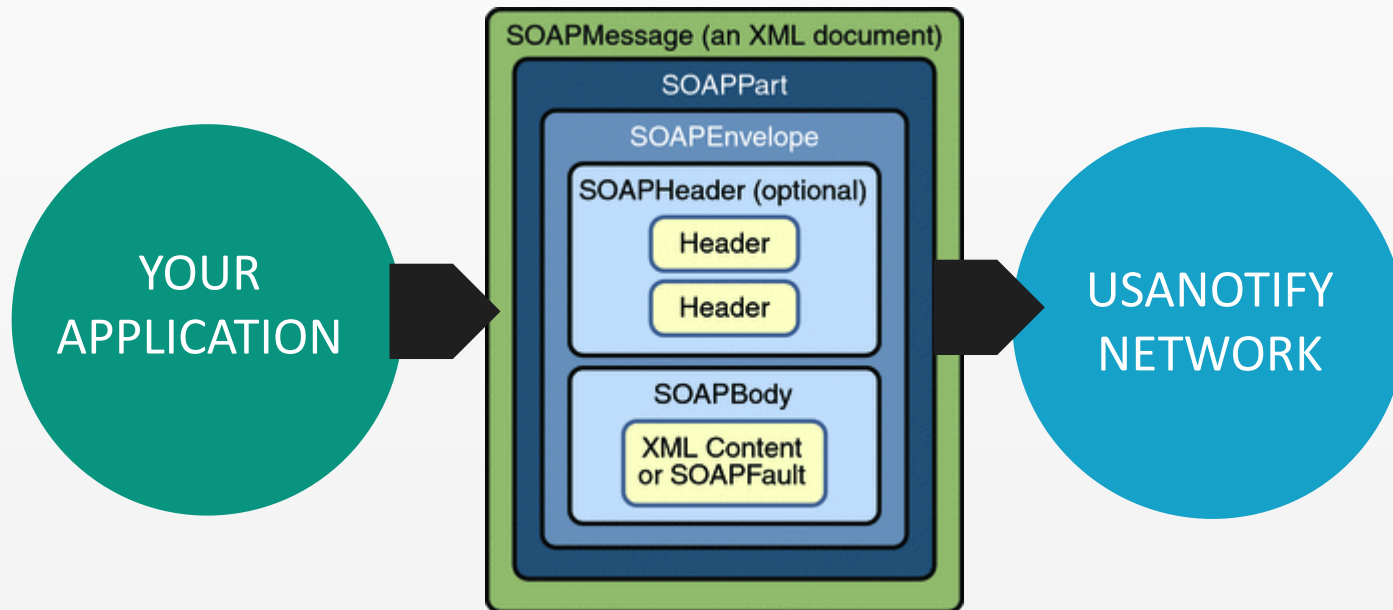 YOUR
APPLICATION
SOAPMessage (an XML document)
SOAPPart
SOAPEnvelope
SOAPHeader (optional)
Header
Header
SOAPBody
XML Content
or SOAPFault
USANOTIFY
NETWORK